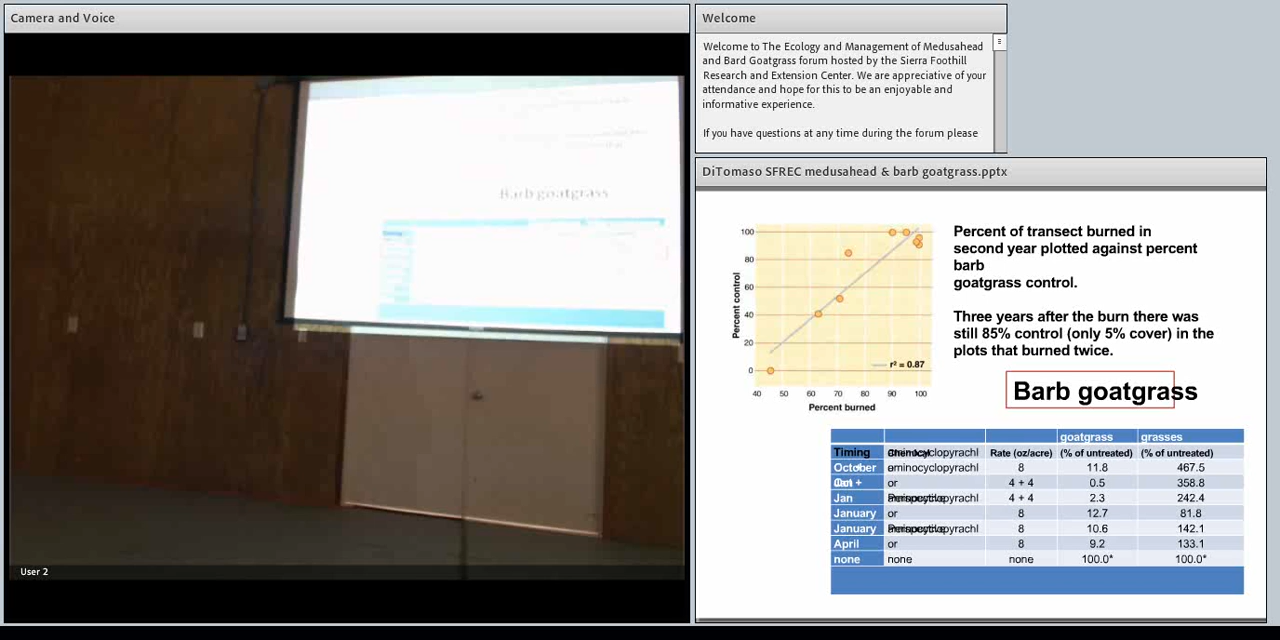 Camera and Voice
Barb goatgrass
User 2
Welcome
Welcome to The Ecology and Management of Medusahead
and Bard Goatgrass forum hosted by the Sierra Foothill
Research and Extension Center. We are appreciative of your
attendance and hope for this to be an enjoyable and
informative experience.
If you have questions at any time during the forum please
DiTomaso SFREC medusahead & barb goatgrass.pptx
Percent control
100
80
60
40
20
0
r² = 0.87
40 50 60 70 80 90 100
Percent burned
Percent of transect burned in
second year plotted against percent
barb
goatgrass control.
Three years after the burn there was
still 85% control (only 5% cover) in the
plots that burned twice.
Barb goatgrass
goatgrass grasses
Timing Rate (oz/acre) (% of untreated) (% of untreated)
October aminocyclopyrachl 8 11.8 467.5
or 4 + 4 0.5 358.8
Jan 4 + 4 2.3 242.4
January or 8 12.7 81.8
January 8 10.6 142.1
April or 8 9.2 133.1
none none none 100.0* 100.0*